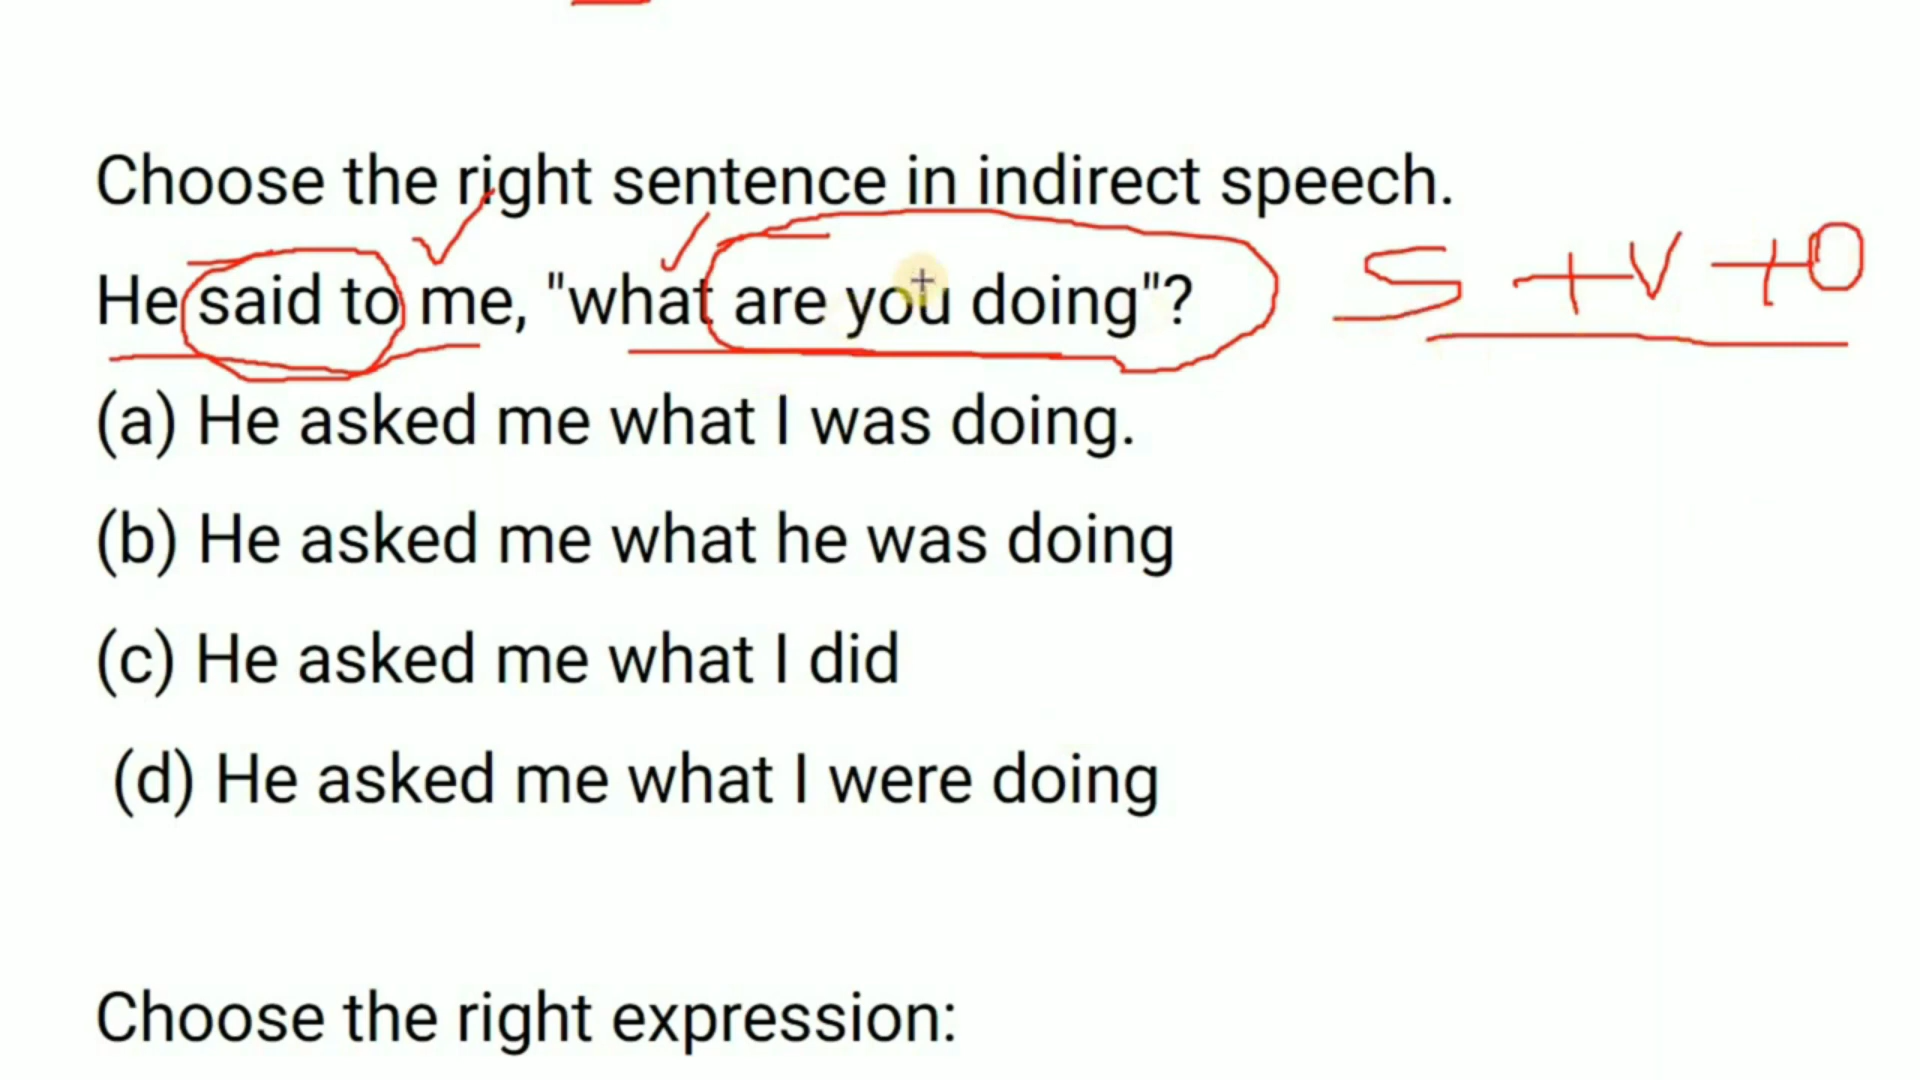 Choose the right sentence in indirect speech.
He said to me, "what are you doing"? S + V + O
(a) He asked me what I was doing.
(b) He asked me what he was doing
(c) He asked me what I did
(d) He asked me what I were doing
Choose the right expression: